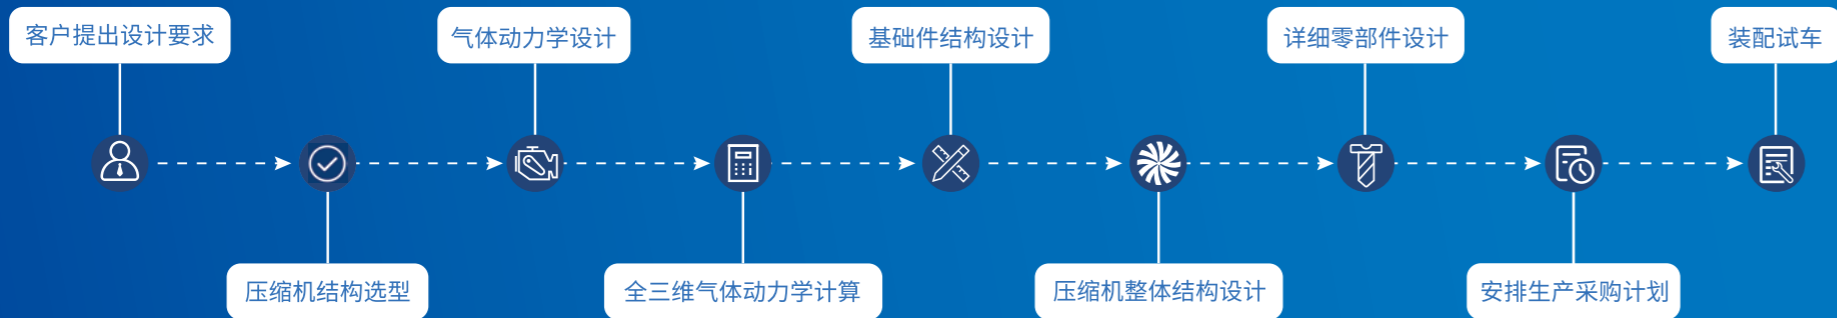 客户提出设计要求
压缩机结构选型
气体动力学设计
全三维气体动力学计算
基础件结构设计
压缩机整体结构设计
详细零部件设计
安排生产采购计划
装配试车